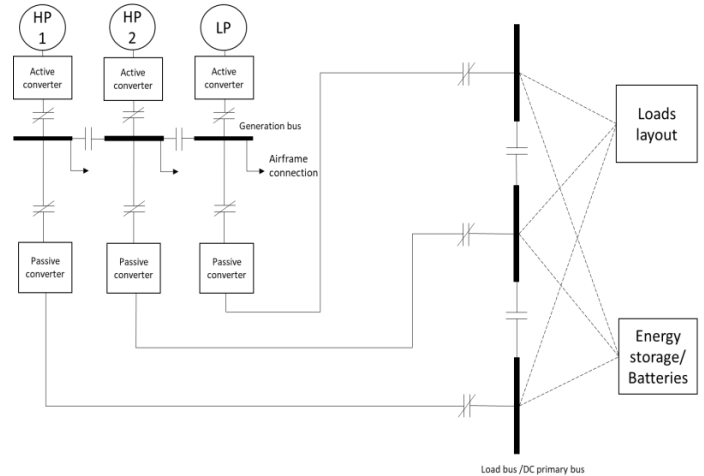 HP
1
HP
2
LP
Active
converter
Active
converter
Active
converter
Generation bus
Airframe
connection
Loads
layout
Passive
converter
Passive
converter
Passive
converter
Energy
storage/
Batteries
Load bus /DC primary bus